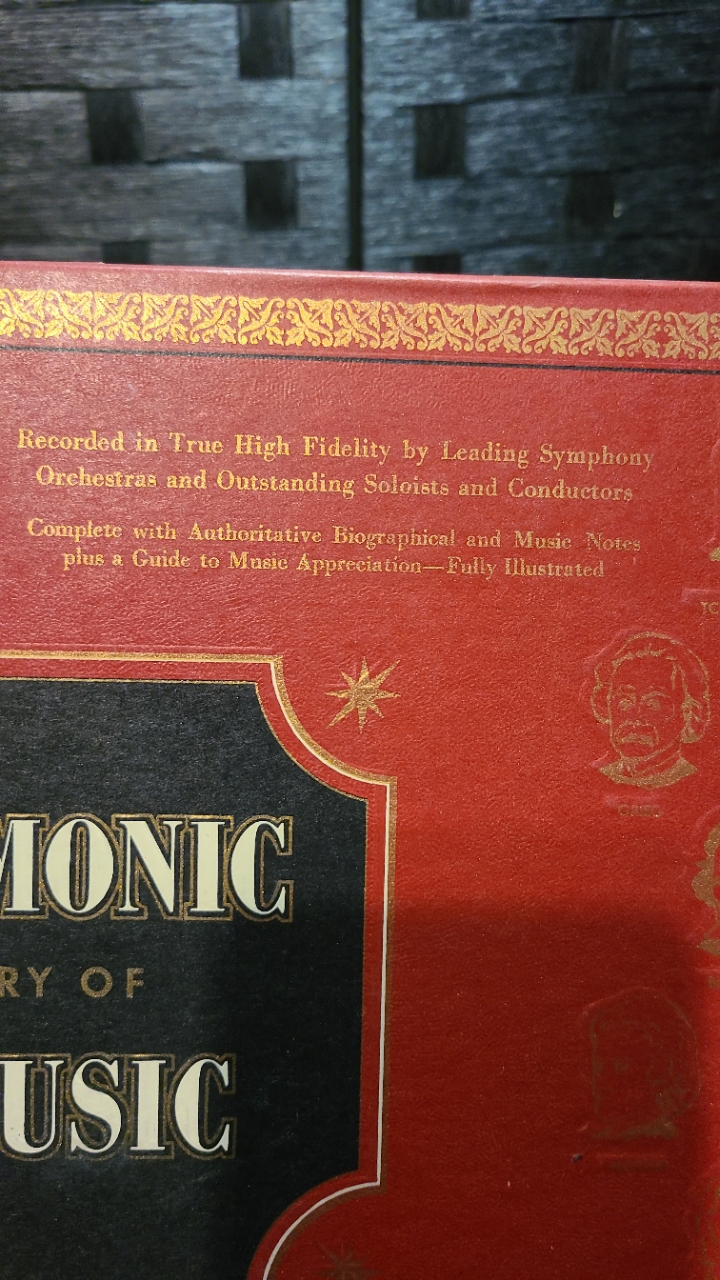 Recorded in True High Fidelity by Leading Symphony
Orchestras and Outstanding Soloists and Conductors
Complete with Authoritative Biographical and Music Notes
plus a Guide to Music Appreciation—Fully Illustrated
MONIC
RY OF
USIC